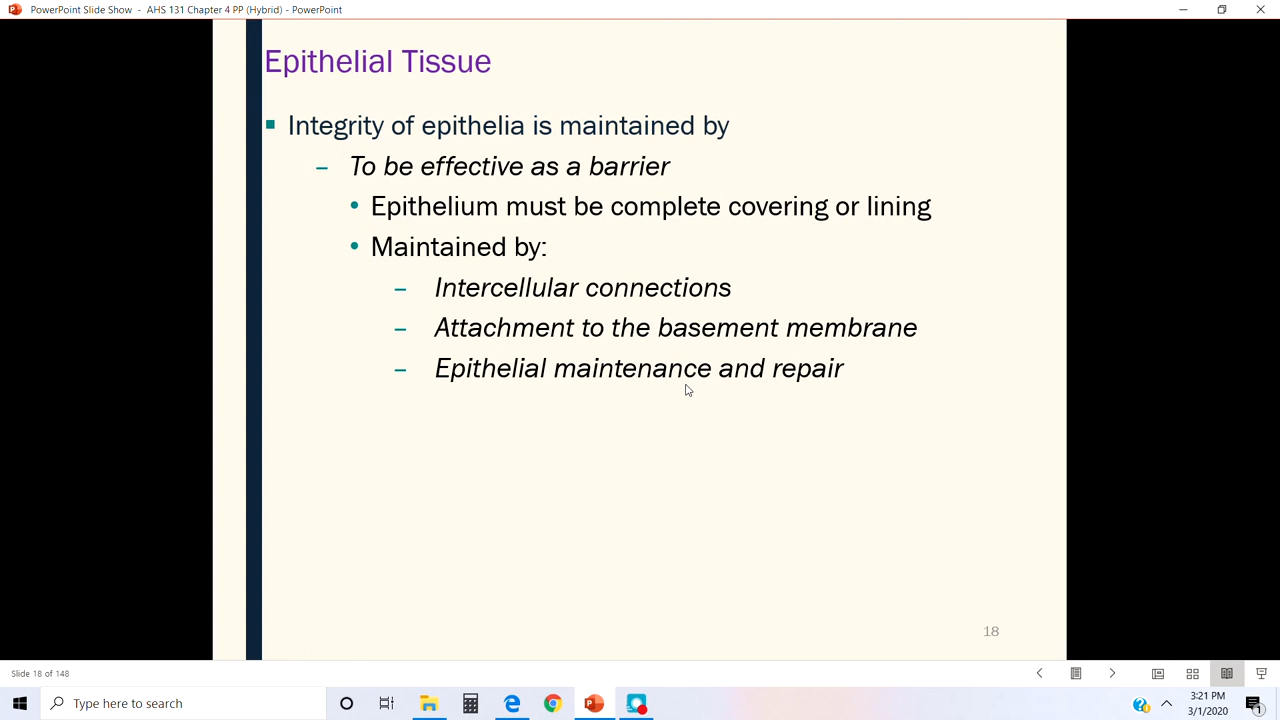 PowerPoint Slide Show - AHS 131 Chapter 4 PP (Hybrid) - PowerPoint
Epithelial Tissue
Integrity of epithelia is maintained by
– To be effective as a barrier
• Epithelium must be complete covering or lining
• Maintained by:
– Intercellular connections
– Attachment to the basement membrane
– Epithelial maintenance and repair
18
Slide 18 of 148
Type here to search
3:21 PM
3/1/2020
1